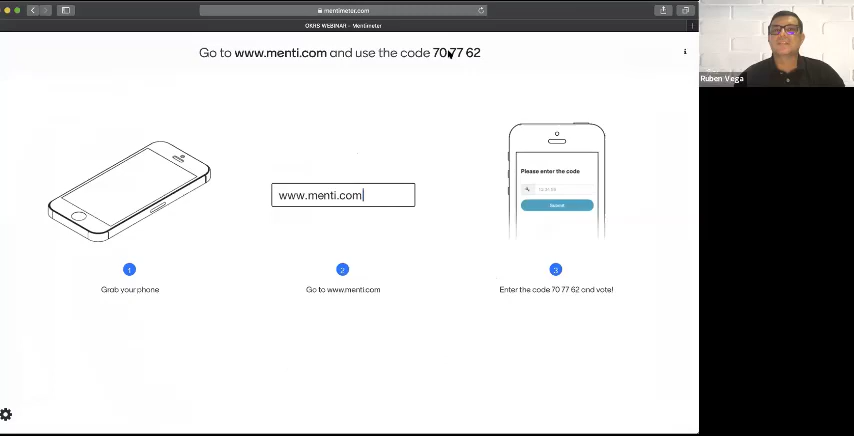 mentimeter.com
OKRS WEBINAR - Mentimeter
Go to www.menti.com and use the code 70 77 62
Ruben Vega
www.menti.com
Please enter the code
Submit
1
2
3
Grab your phone
Go to www.menti.com
Enter the code 70 77 62 and vote!